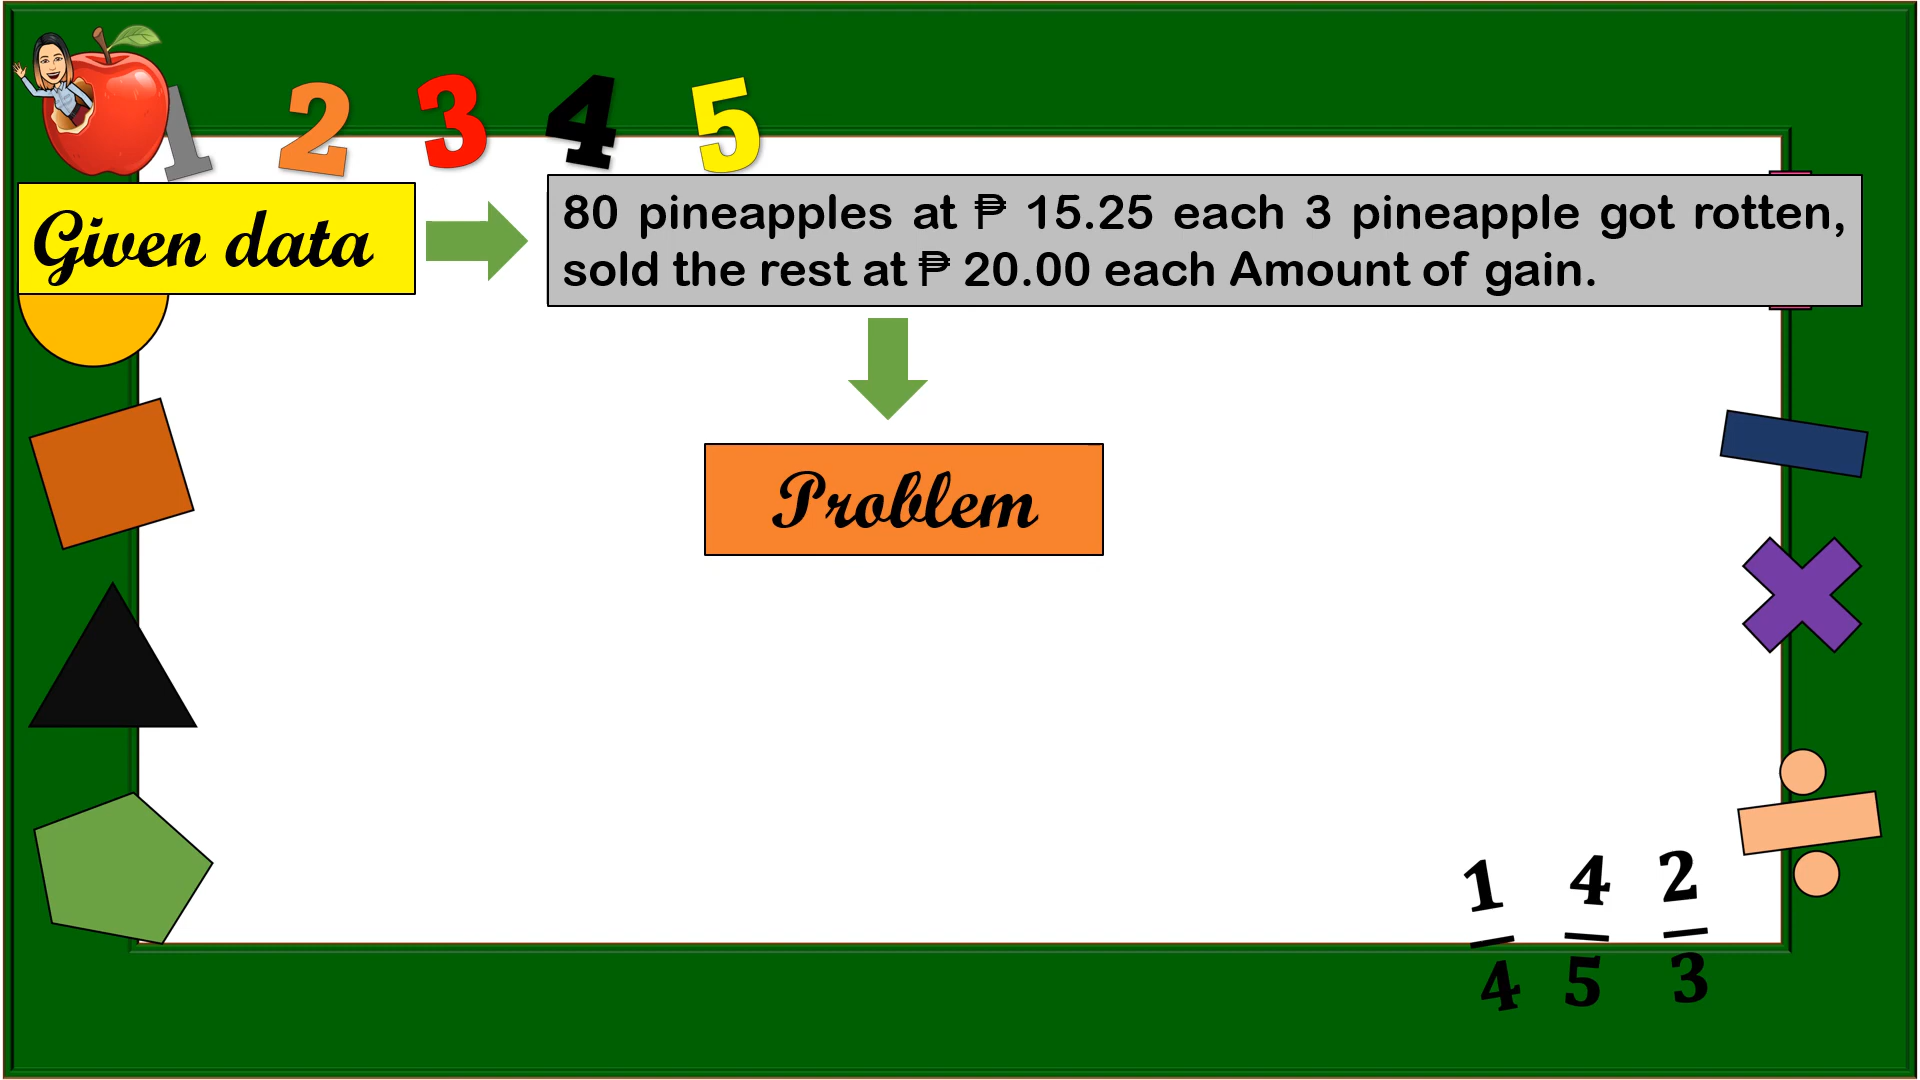 1 2 3 4 5
Given data
80 pineapples at ₱ 15.25 each 3 pineapple got rotten,
sold the rest at ₱ 20.00 each Amount of gain.
Problem
1 4 2
4 5 3